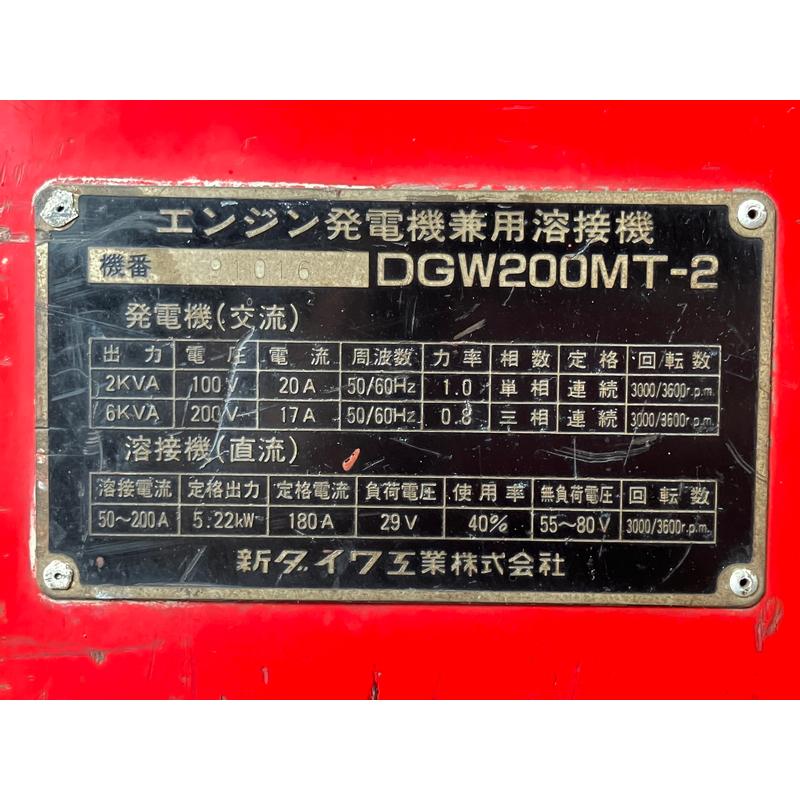 エンジン発電機兼用溶接機
機番 91016 DGW200MT-2
発電機(交流)
出力 電圧 電流 周波数 力率 相数 定格 回転数
2KVA 100V 20A 50/60Hz 1.0 単相 連続 3000/3600r.p.m.
6KVA 200V 17A 50/60Hz 0.8 三相 連続 3000/3600r.p.m.
溶接機(直流)
溶接電流 定格出力 定格電流 負荷電圧 使用率 無負荷電圧 回転数
50~200A 5.22kW 180A 29V 40% 55~80V 3000/3600r.p.m.
新ダイワ工業株式会社